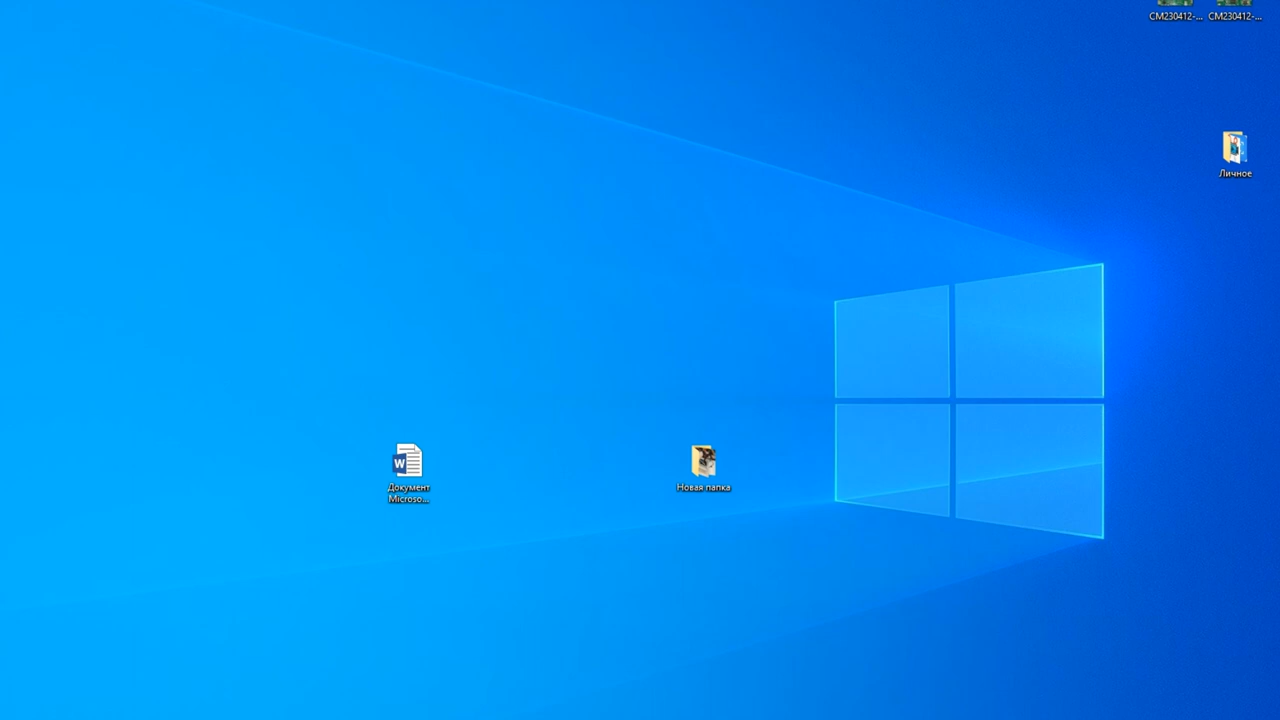 CM230412-...
CM230412-...
Личное
W
Документ
Microso...
Новая папка